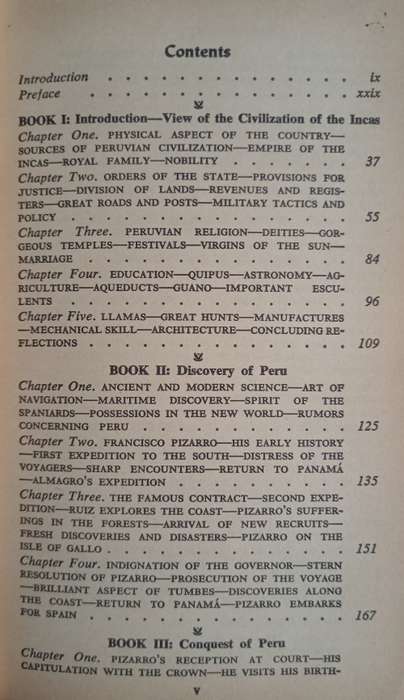 Contents
Introduction . . . . . . . . . . . . . . ix
Preface . . . . . . . . . . . . . . xxix
BOOK I: Introduction—View of the Civilization of the Incas
Chapter One. PHYSICAL ASPECT OF THE COUNTRY—
SOURCES OF PERUVIAN CIVILIZATION—EMPIRE OF THE
INCAS—ROYAL FAMILY—NOBILITY . . . . . . . 37
Chapter Two. ORDERS OF THE STATE—PROVISIONS FOR
JUSTICE—DIVISION OF LANDS—REVENUES AND REGIS-
TERS—GREAT ROADS AND POSTS—MILITARY TACTICS AND
POLICY . . . . . . . . . . . . . . . 55
Chapter Three. PERUVIAN RELIGION—DEITIES—GOR-
GEOUS TEMPLES—FESTIVALS—VIRGINS OF THE SUN—
MARRIAGE . . . . . . . . . . . . . . 84
Chapter Four. EDUCATION—QUIPUS—ASTRONOMY—AG-
RICULTURE—AQUEDUCTS—GUANO—IMPORTANT ESCU-
LENTS . . . . . . . . . . . . . . . 96
Chapter Five. LLAMAS—GREAT HUNTS—MANUFACTURES
—MECHANICAL SKILL—ARCHITECTURE—CONCLUDING RE-
FLECTIONS . . . . . . . . . . . . . . 109
BOOK II: Discovery of Peru
Chapter One. ANCIENT AND MODERN SCIENCE—ART OF
NAVIGATION—MARITIME DISCOVERY—SPIRIT OF THE
SPANIARDS—POSSESSIONS IN THE NEW WORLD—RUMORS
CONCERNING PERU . . . . . . . . . . . 125
Chapter Two. FRANCISCO PIZARRO—HIS EARLY HISTORY
—FIRST EXPEDITION TO THE SOUTH—DISTRESS OF THE
VOYAGERS—SHARP ENCOUNTERS—RETURN TO PANAMÁ
—ALMAGRO'S EXPEDITION . . . . . . . . . 135
Chapter Three. THE FAMOUS CONTRACT—SECOND EXPE-
DITION—RUIZ EXPLORES THE COAST—PIZARRO'S SUFFER-
INGS IN THE FORESTS—ARRIVAL OF NEW RECRUITS—
FRESH DISCOVERIES AND DISASTERS—PIZARRO ON THE
ISLE OF GALLO . . . . . . . . . . . . . 151
Chapter Four. INDIGNATION OF THE GOVERNOR—STERN
RESOLUTION OF PIZARRO—PROSECUTION OF THE VOYAGE
—BRILLIANT ASPECT OF TUMBES—DISCOVERIES ALONG
THE COAST—RETURN TO PANAMÁ—PIZARRO EMBARKS
FOR SPAIN . . . . . . . . . . . . . . 167
BOOK III: Conquest of Peru
Chapter One. PIZARRO'S RECEPTION AT COURT—HIS
CAPITULATION WITH THE CROWN—HE VISITS HIS BIRTH-
v